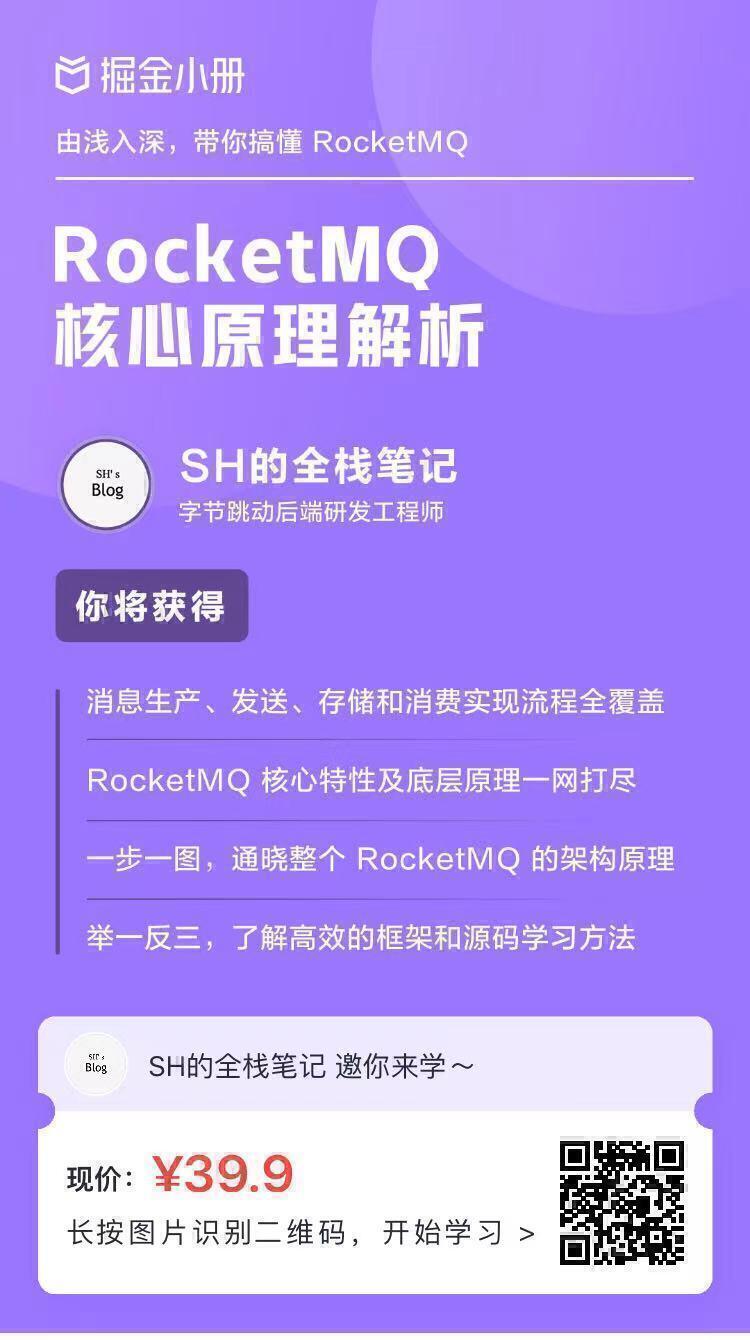 掘金小册
由浅入深，带你搞懂 RocketMQ
RocketMQ
核心原理解析
SH's
Blog
SH的全栈笔记
字节跳动后端研发工程师
你将获得
消息生产、发送、存储和消费实现流程全覆盖
RocketMQ 核心特性及底层原理一网打尽
一步一图，通晓整个 RocketMQ 的架构原理
举一反三，了解高效的框架和源码学习方法
SH's
Blog
SH的全栈笔记 邀你来学～
现价：¥39.9
长按图片识别二维码，开始学习 >